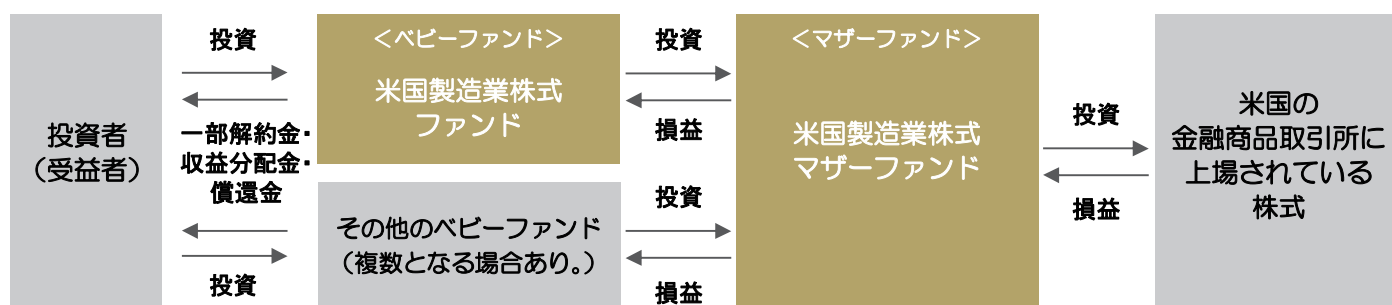 投資者
（受益者）
投資
一部解約金・
収益分配金・
償還金
投資
＜ベビーファンド＞
米国製造業株式
ファンド
その他のベビーファンド
（複数となる場合あり。）
投資
損益
投資
損益
＜マザーファンド＞
米国製造業株式
マザーファンド
投資
損益
米国の
金融商品取引所に
上場されている
株式